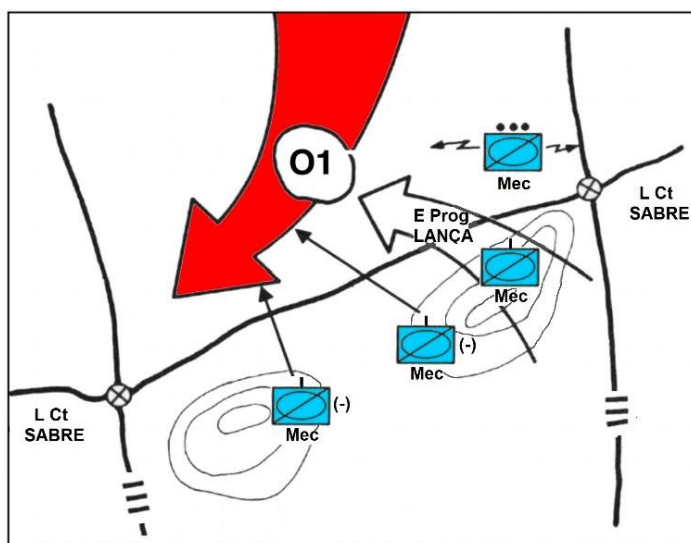 O1
Mec
L Ct
SABRE
E Prog
LANÇA
Mec
(-)
Mec
(-)
Mec
L Ct
SABRE